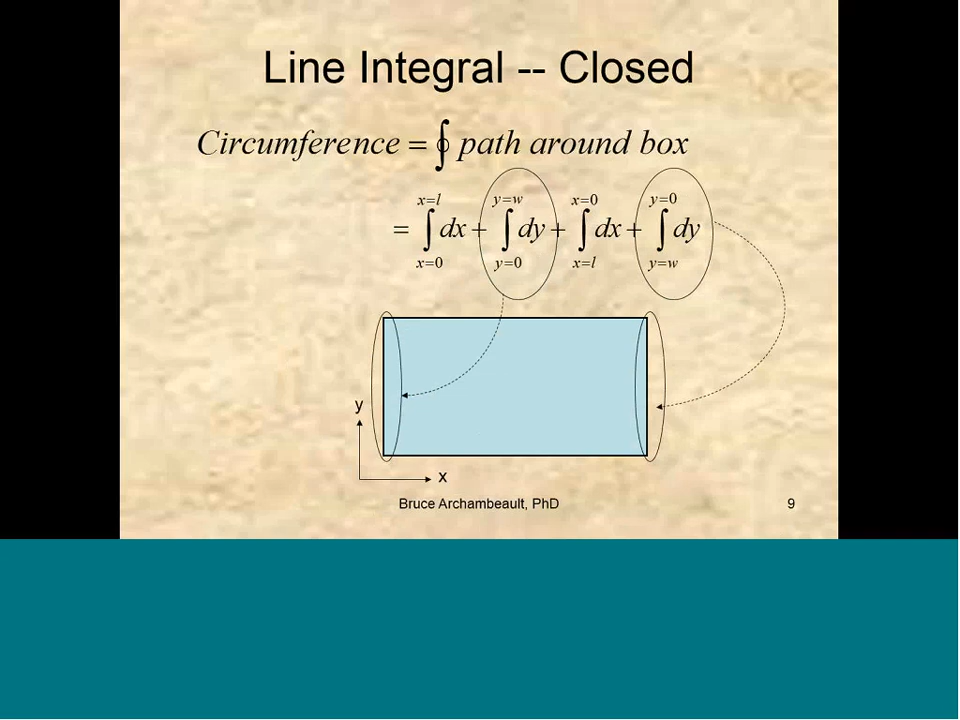 Line Integral -- Closed
Circumference = ∮ path around box
x=l y=w x=0 y=0
= ∫ dx + ∫ dy + ∫ dx + ∫ dy
x=0 y=0 x=l y=w
y
x
Bruce Archambeault, PhD 9